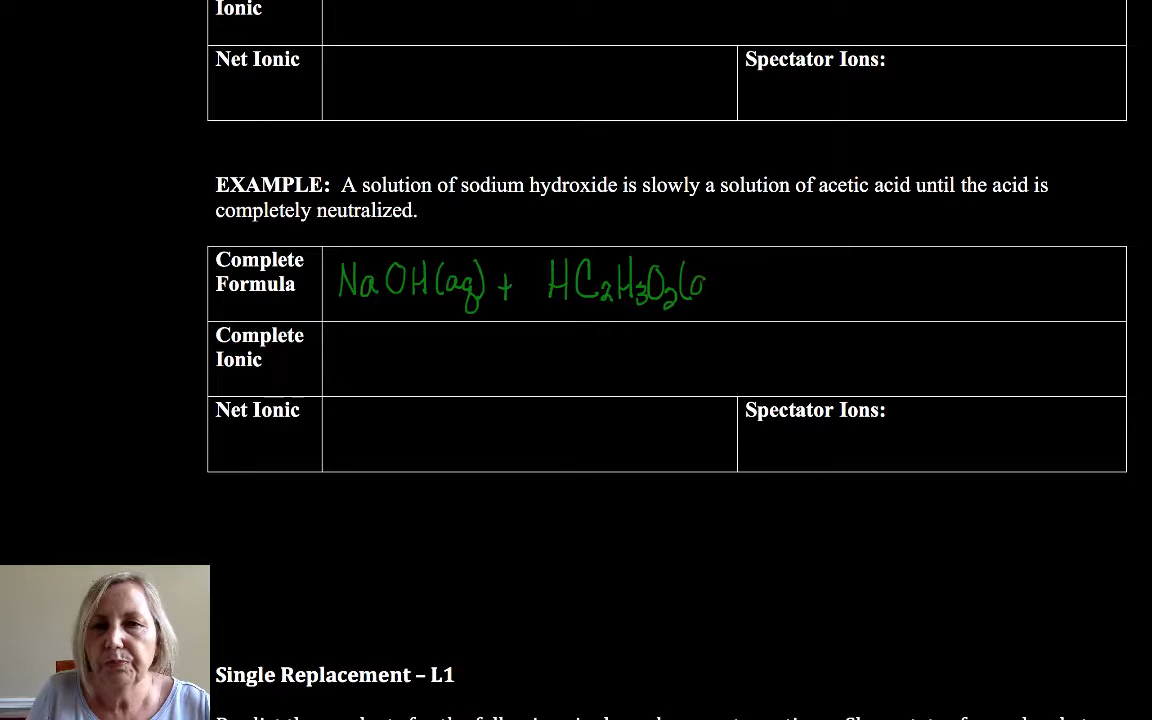 Ionic
Net Ionic
Spectator Ions:
EXAMPLE: A solution of sodium hydroxide is slowly a solution of acetic acid until the acid is
completely neutralized.
Complete
Formula
NaOH(aq) + HC₂H₃O₂(a
Complete
Ionic
Net Ionic
Spectator Ions:
Single Replacement – L1